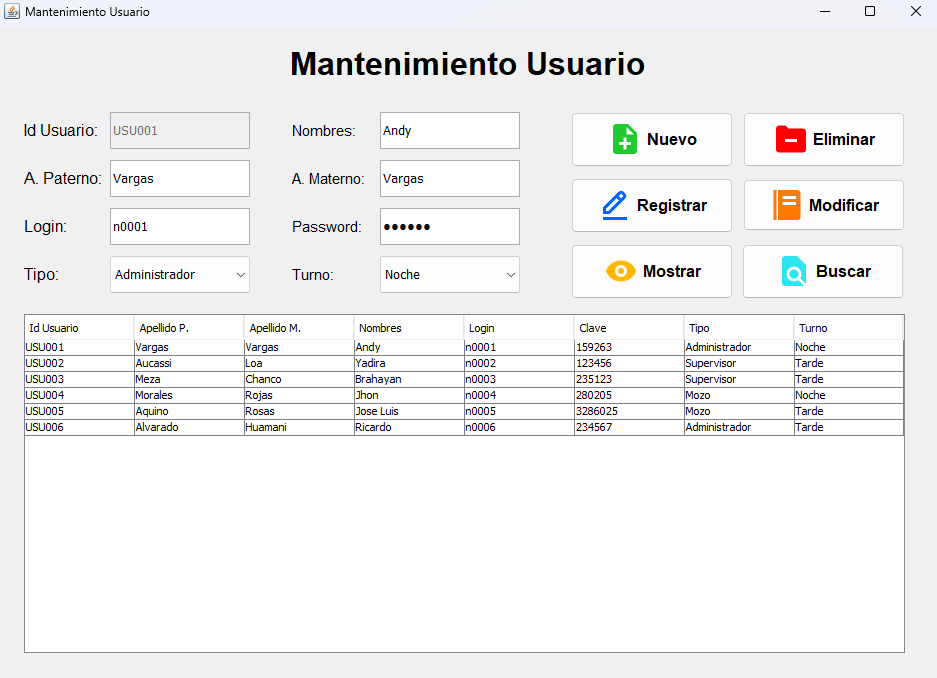 Mantenimiento Usuario
Mantenimiento Usuario
Id Usuario: USU001 Nombres: Andy Nuevo Eliminar
A. Paterno: Vargas A. Materno: Vargas Registrar Modificar
Login: n0001 Password: ●●●●●●
Tipo: Administrador Turno: Noche Mostrar Buscar
Id Usuario Apellido P. Apellido M. Nombres Login Clave Tipo Turno
USU001 Vargas Vargas Andy n0001 159263 Administrador Noche
USU002 Aucassi Loa Yadira n0002 123456 Supervisor Tarde
USU003 Meza Chanco Brahayan n0003 235123 Supervisor Tarde
USU004 Morales Rojas Jhon n0004 280205 Mozo Noche
USU005 Aquino Rosas Jose Luis n0005 3286025 Mozo Tarde
USU006 Alvarado Huamani Ricardo n0006 234567 Administrador Tarde